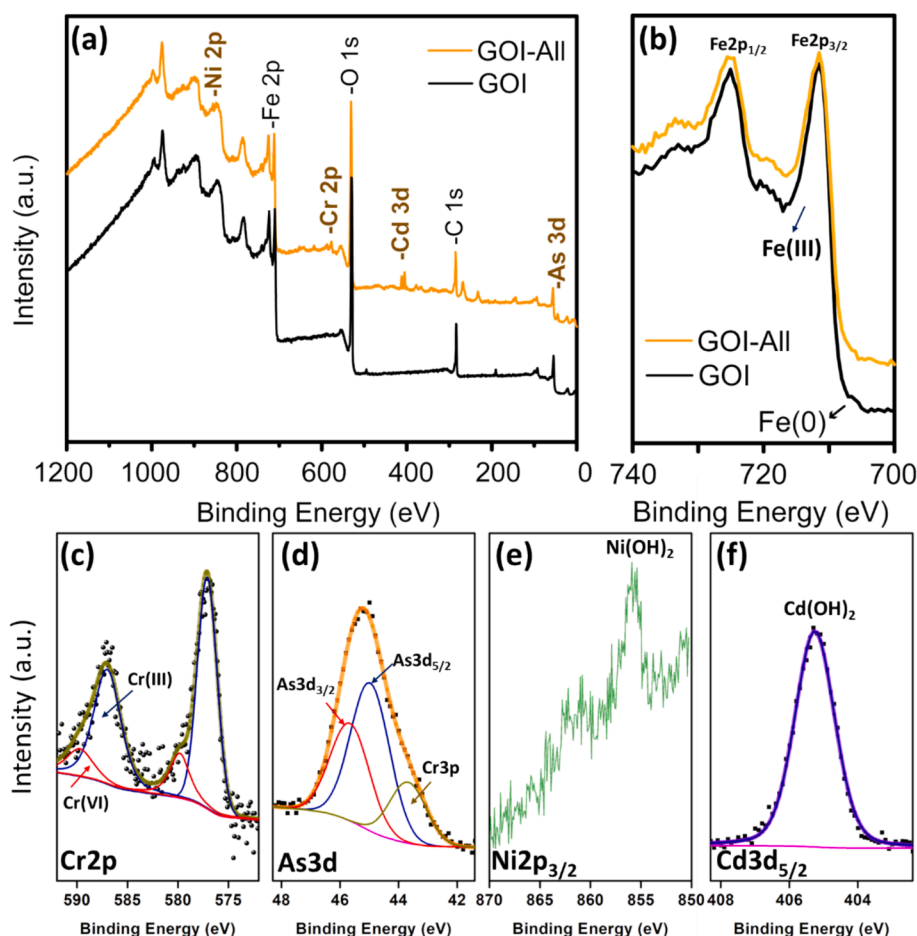 (a)
GOI-All
GOI
-Ni 2p
-Fe 2p
-O 1s
-Cr 2p
-Cd 3d
-C 1s
-As 3d
Intensity (a.u.)
1200 1000 800 600 400 200 0
Binding Energy (eV)
(b)
Fe2p1/2
Fe2p3/2
Fe(III)
GOI-All
GOI
Fe(0)
740 720 700
Binding Energy (eV)
(c)
Cr(III)
Cr(VI)
Cr2p
Intensity (a.u.)
590 585 580 575
Binding Energy (eV)
(d)
As3d3/2
As3d5/2
Cr3p
As3d
48 46 44 42
Binding Energy (eV)
(e)
Ni(OH)2
Ni2p3/2
870 865 860 855 850
Binding Energy (eV)
(f)
Cd(OH)2
Cd3d5/2
408 406 404
Binding Energy (eV)